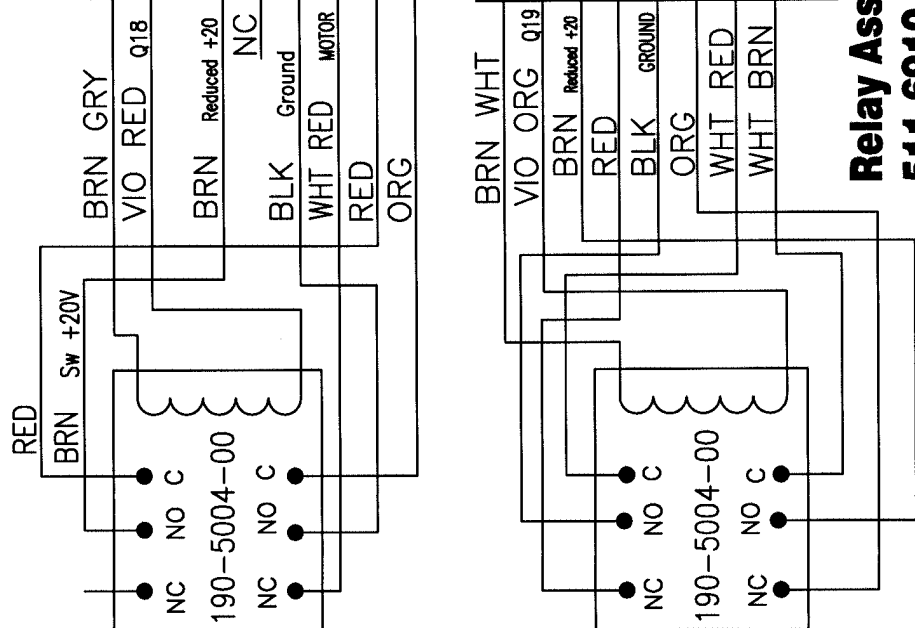 BRN GRY
VIO RED Q18
BRN Reduced +20
NC
BLK Ground
WHT RED MOTOR
RED
ORG
RED
BRN Sw +20V
C
NO
NC
190-5004-00
C
NO
NC
BRN WHT
VIO ORG Q19
BRN Reduced +20
RED
BLK GROUND
ORG
WHT RED
WHT BRN
C
NO
NC
190-5004-00
C
NO
NC
Relay Ass